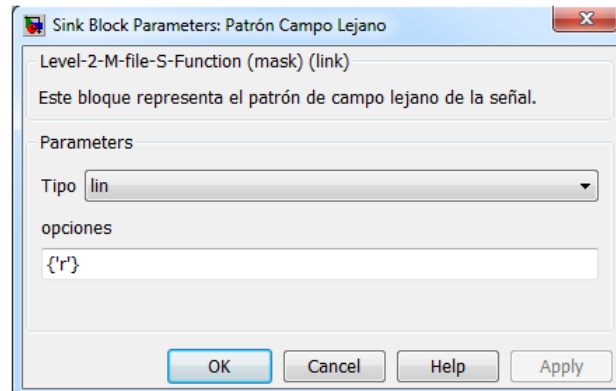 Sink Block Parameters: Patrón Campo Lejano
Level-2-M-file-S-Function (mask) (link)
Este bloque representa el patrón de campo lejano de la señal.
Parameters
Tipo lin
opciones
{'r'}
OK Cancel Help Apply